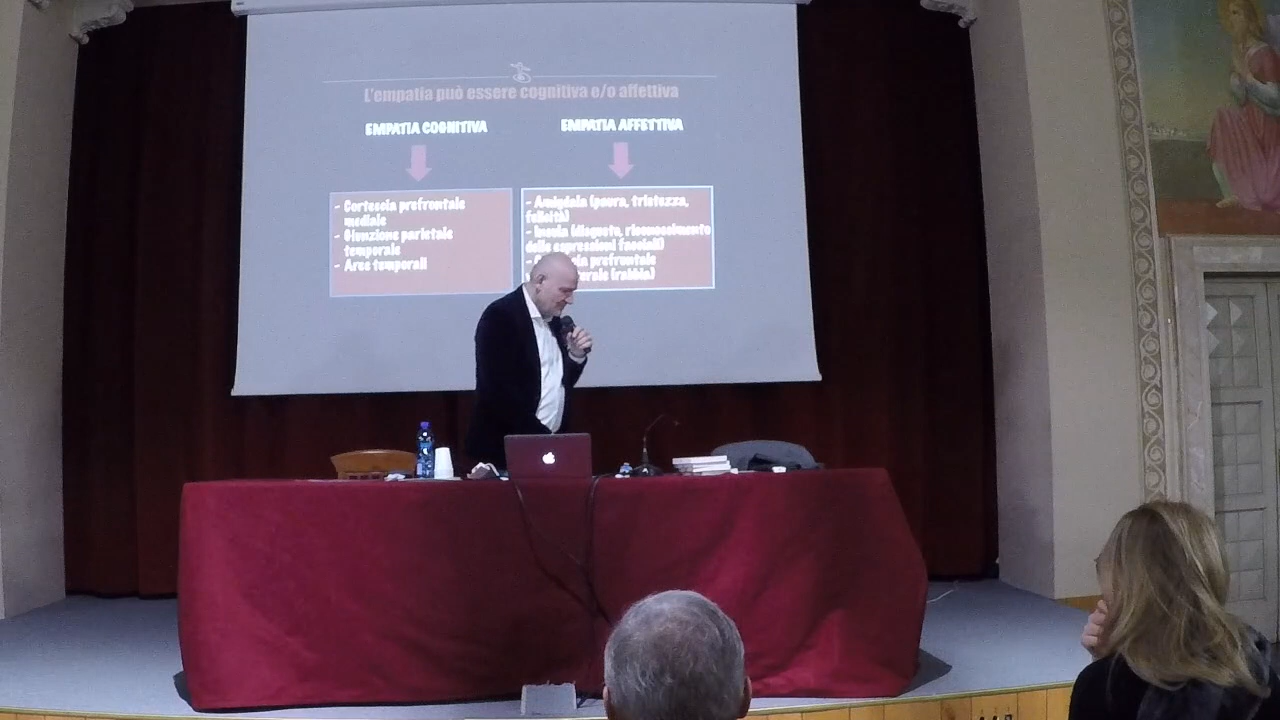 L'empatia può essere cognitiva e/o affettiva
EMPATIA COGNITIVA
EMPATIA AFFETTIVA
- Corteccia prefrontale
mediale
- Giunzione parietale
temporale
- Aree temporali
- Amigdala (paura, tristezza,
felicità)
- Insula (disgusto, riconoscimento
delle espressioni facciali)
prefrontale
(rabbia)